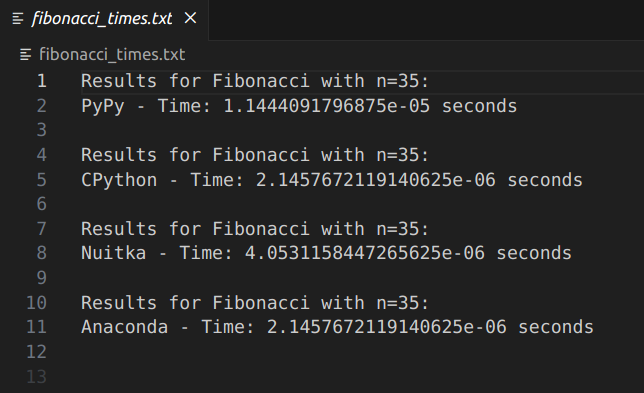 fibonacci_times.txt
fibonacci_times.txt
1 Results for Fibonacci with n=35:
2 PyPy - Time: 1.1444091796875e-05 seconds
3
4 Results for Fibonacci with n=35:
5 CPython - Time: 2.1457672119140625e-06 seconds
6
7 Results for Fibonacci with n=35:
8 Nuitka - Time: 4.0531158447265625e-06 seconds
9
10 Results for Fibonacci with n=35:
11 Anaconda - Time: 2.1457672119140625e-06 seconds
12
13